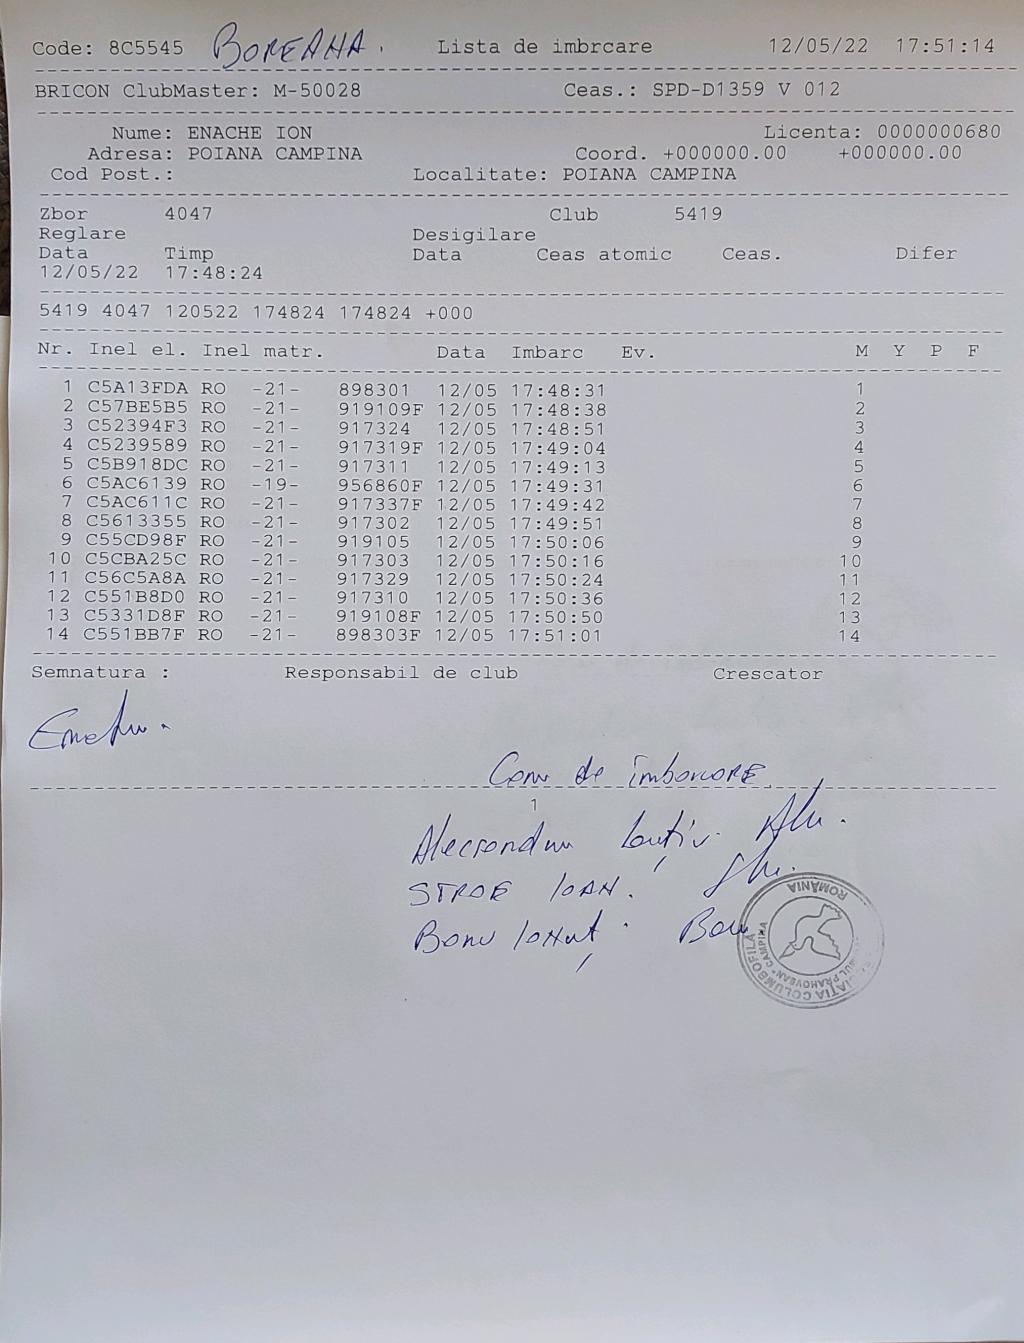 Code: 8C5545 BOREANA. Lista de imbrcare 12/05/22 17:51:14
BRICON ClubMaster: M-50028 Ceas.: SPD-D1359 V 012
Nume: ENACHE ION Licenta: 0000000680
Adresa: POIANA CAMPINA Coord. +000000.00 +000000.00
Cod Post.: Localitate: POIANA CAMPINA
Zbor 4047 Club 5419
Reglare Desigilare
Data Timp Data Ceas atomic Ceas. Difer
12/05/22 17:48:24
5419 4047 120522 174824 174824 +000
Nr. Inel el. Inel matr. Data Imbarc Ev. M Y P F
1 C5A13FDA RO -21- 898301 12/05 17:48:31 1
2 C57BE5B5 RO -21- 919109F 12/05 17:48:38 2
3 C52394F3 RO -21- 917324 12/05 17:48:51 3
4 C5239589 RO -21- 917319F 12/05 17:49:04 4
5 C5B918DC RO -21- 917311 12/05 17:49:13 5
6 C5AC6139 RO -19- 956860F 12/05 17:49:31 6
7 C5AC611C RO -21- 917337F 12/05 17:49:42 7
8 C5613355 RO -21- 917302 12/05 17:49:51 8
9 C55CD98F RO -21- 919105 12/05 17:50:06 9
10 C5CBA25C RO -21- 917303 12/05 17:50:16 10
11 C56C5A8A RO -21- 917329 12/05 17:50:24 11
12 C551B8D0 RO -21- 917310 12/05 17:50:36 12
13 C5331D8F RO -21- 919108F 12/05 17:50:50 13
14 C551BB7F RO -21- 898303F 12/05 17:51:01 14
Semnatura : Responsabil de club Crescator
Com de îmbarcare
1
STROE IOAN.
Bonu Ionuț
ROMÂNIA
COLUMBOFILĂ
CAMPINA